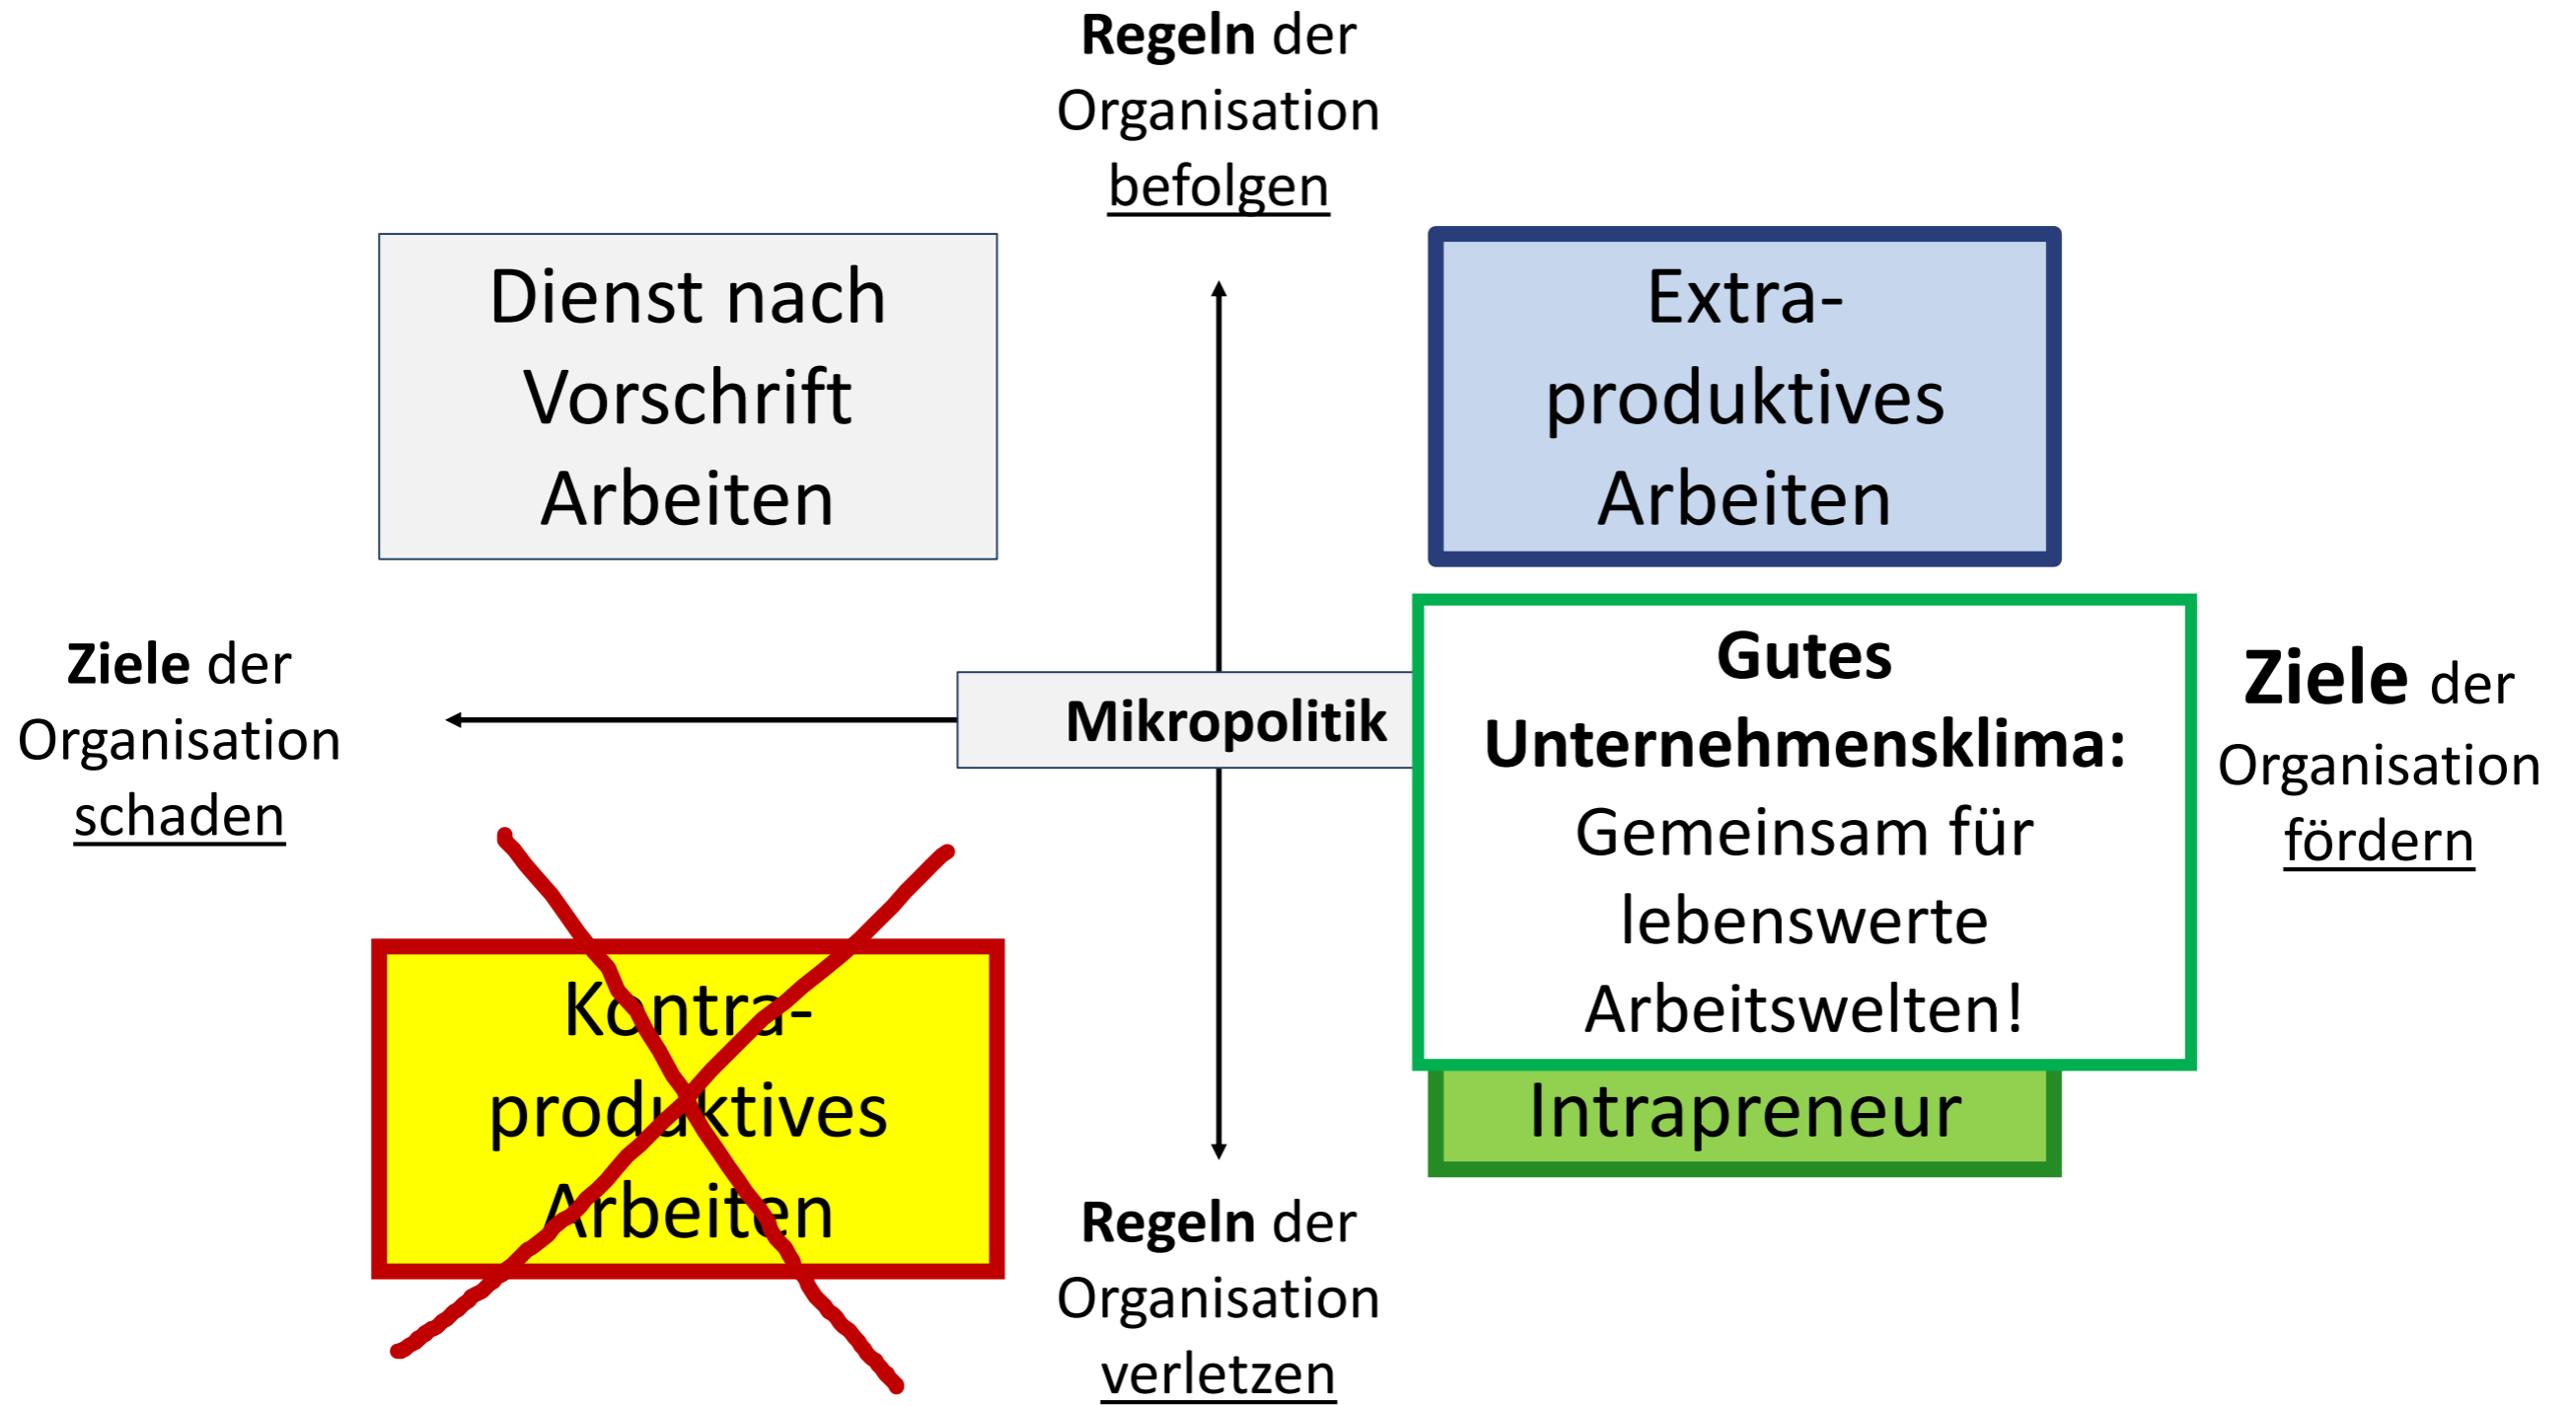 Regeln der
Organisation
befolgen
Dienst nach
Vorschrift
Arbeiten
Extra-
produktives
Arbeiten
Ziele der
Organisation
schaden
Mikropolitik
Gutes
Unternehmensklima:
Gemeinsam für
lebenswerte
Arbeitswelten!
Ziele der
Organisation
fördern
Kontra-
produktives
Arbeiten
Intrapreneur
Regeln der
Organisation
verletzen